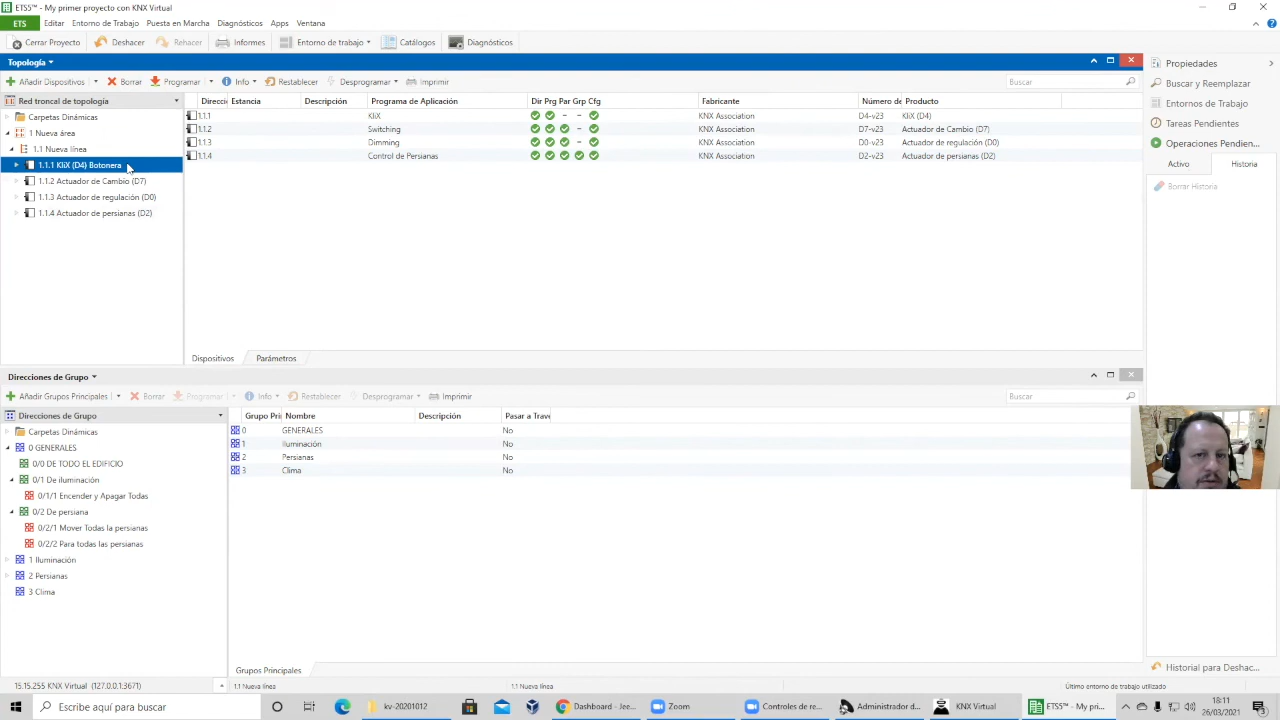 ETS5™ - My primer proyecto con KNX Virtual
ETS Editar Entorno de Trabajo Puesta en Marcha Diagnósticos Apps Ventana
Cerrar Proyecto Deshacer Rehacer Informes Entorno de trabajo Catálogos Diagnósticos
Topología
Añadir Dispositivos Borrar Programar Info Restablecer Desprogramar Imprimir Buscar
Red troncal de topología
Carpetas Dinámicas
1 Nueva área
1.1 Nueva línea
1.1.1 KliX (D4) Botonera
1.1.2 Actuador de Cambio (D7)
1.1.3 Actuador de regulación (D0)
1.1.4 Actuador de persianas (D2)
Direcci Estancia Descripción Programa de Aplicación Dir Prg Par Grp Cfg Fabricante Número de Producto
1.1.1 KliX KNX Association D4-v23 KliX (D4)
1.1.2 Switching KNX Association D7-v23 Actuador de Cambio (D7)
1.1.3 Dimming KNX Association D0-v23 Actuador de regulación (D0)
1.1.4 Control de Persianas KNX Association D2-v23 Actuador de persianas (D2)
Dispositivos Parámetros
Propiedades
Buscar y Reemplazar
Entornos de Trabajo
Tareas Pendientes
Operaciones Pendien...
Activo Historia
Borrar Historia
Direcciones de Grupo
Añadir Grupos Principales Borrar Programar Info Restablecer Desprogramar Imprimir Buscar
Direcciones de Grupo
Carpetas Dinámicas
0 GENERALES
0/0 DE TODO EL EDIFICIO
0/1 De iluminación
0/1/1 Encender y Apagar Todas
0/2 De persiana
0/2/1 Mover Todas la persianas
0/2/2 Para todas las persianas
1 Iluminación
2 Persianas
3 Clima
Grupo Pri Nombre Descripción Pasar a Trave
0 GENERALES No
1 Iluminación No
2 Persianas No
3 Clima No
Grupos Principales
Historial para Deshac...
15.15.255 KNX Virtual (127.0.0.1:3671) 1.1 Nueva línea 1.1 Nueva línea Último entorno de trabajo utilizado
Escribe aquí para buscar kv-20201012 Dashboard - Jee... Zoom Controles de re... Administrador d... KNX Virtual ETS5™ - My pri... 18:11
26/03/2021